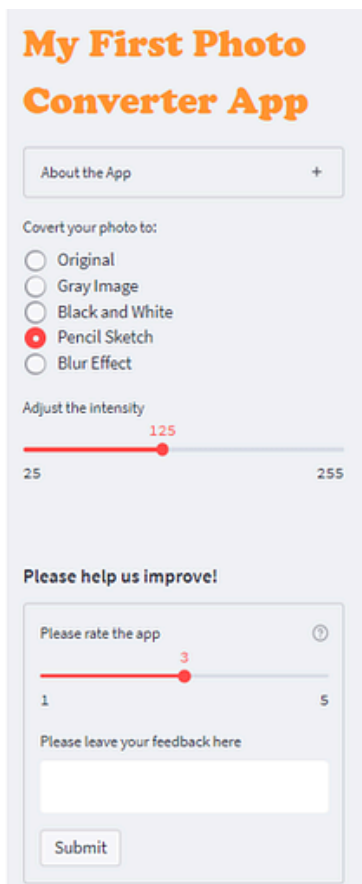 My First Photo
Converter App
About the App +
Covert your photo to:
Original
Gray Image
Black and White
Pencil Sketch
Blur Effect
Adjust the intensity
125
25 255
Please help us improve!
Please rate the app ?
3
1 5
Please leave your feedback here
Submit